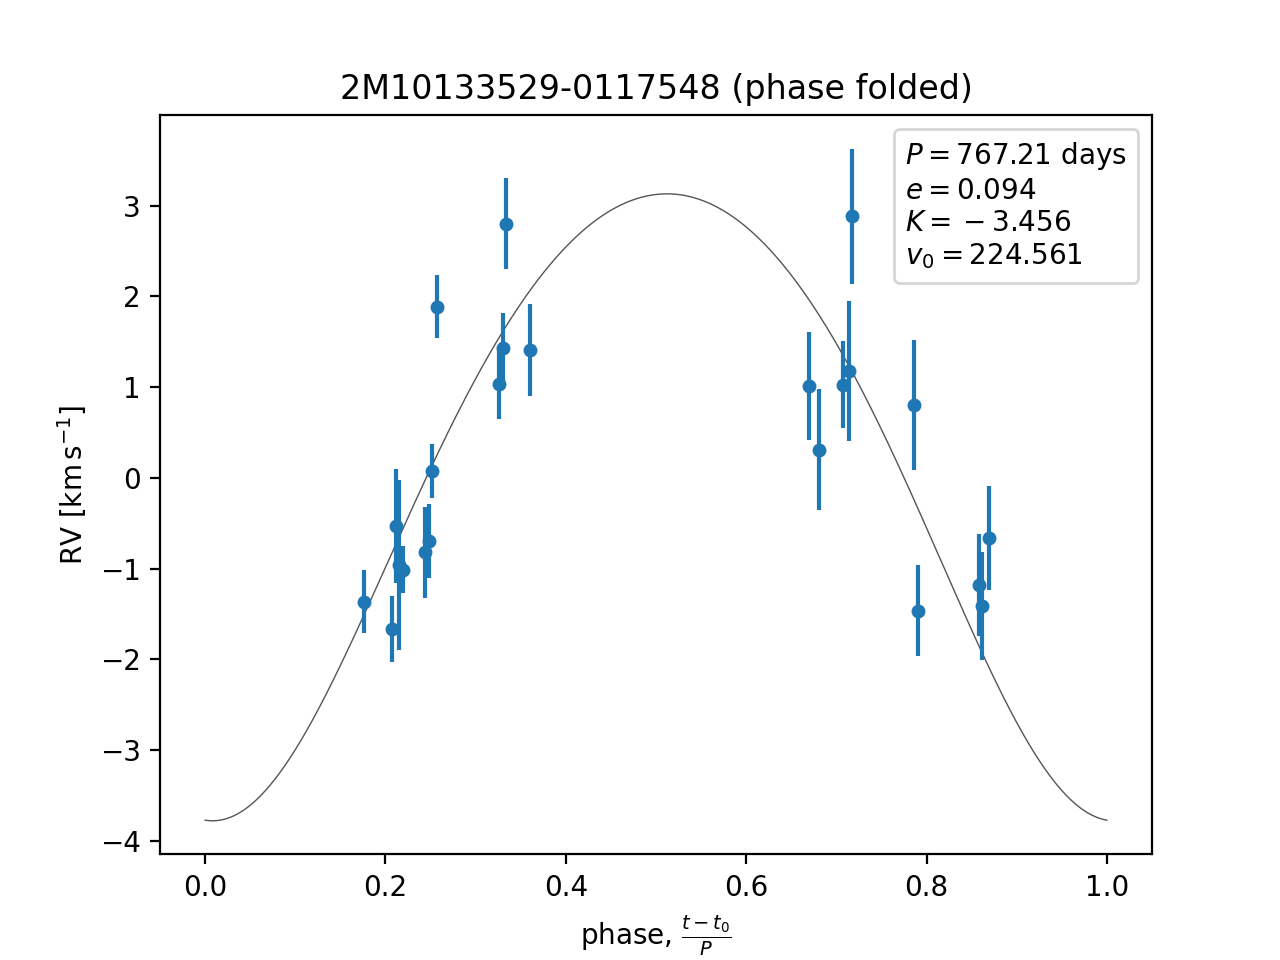 2M10133529-0117548 (phase folded)
P = 767.21 days
e = 0.094
K = −3.456
v₀ = 224.561
RV [km s⁻¹]
3
2
1
0
−1
−2
−3
−4
0.0 0.2 0.4 0.6 0.8 1.0
phase, (t − t₀)/P